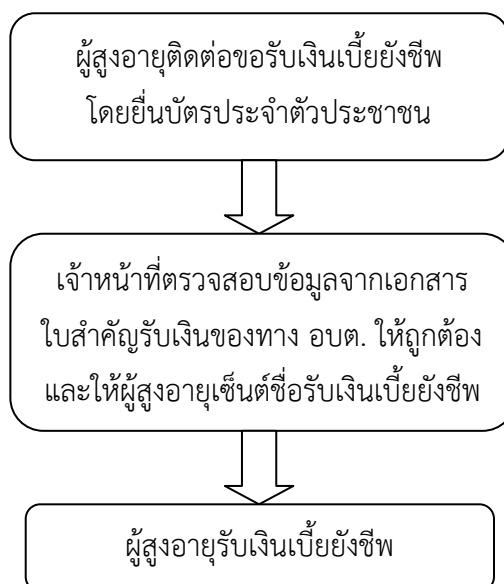 ผู้สูงอายุติดต่อขอรับเงินเบี้ยยังชีพ
โดยยื่นบัตรประจำตัวประชาชน
เจ้าหน้าที่ตรวจสอบข้อมูลจากเอกสาร
ใบสำคัญรับเงินของทาง อบต. ให้ถูกต้อง
และให้ผู้สูงอายุเซ็นต์ชื่อรับเงินเบี้ยยังชีพ
ผู้สูงอายุรับเงินเบี้ยยังชีพ